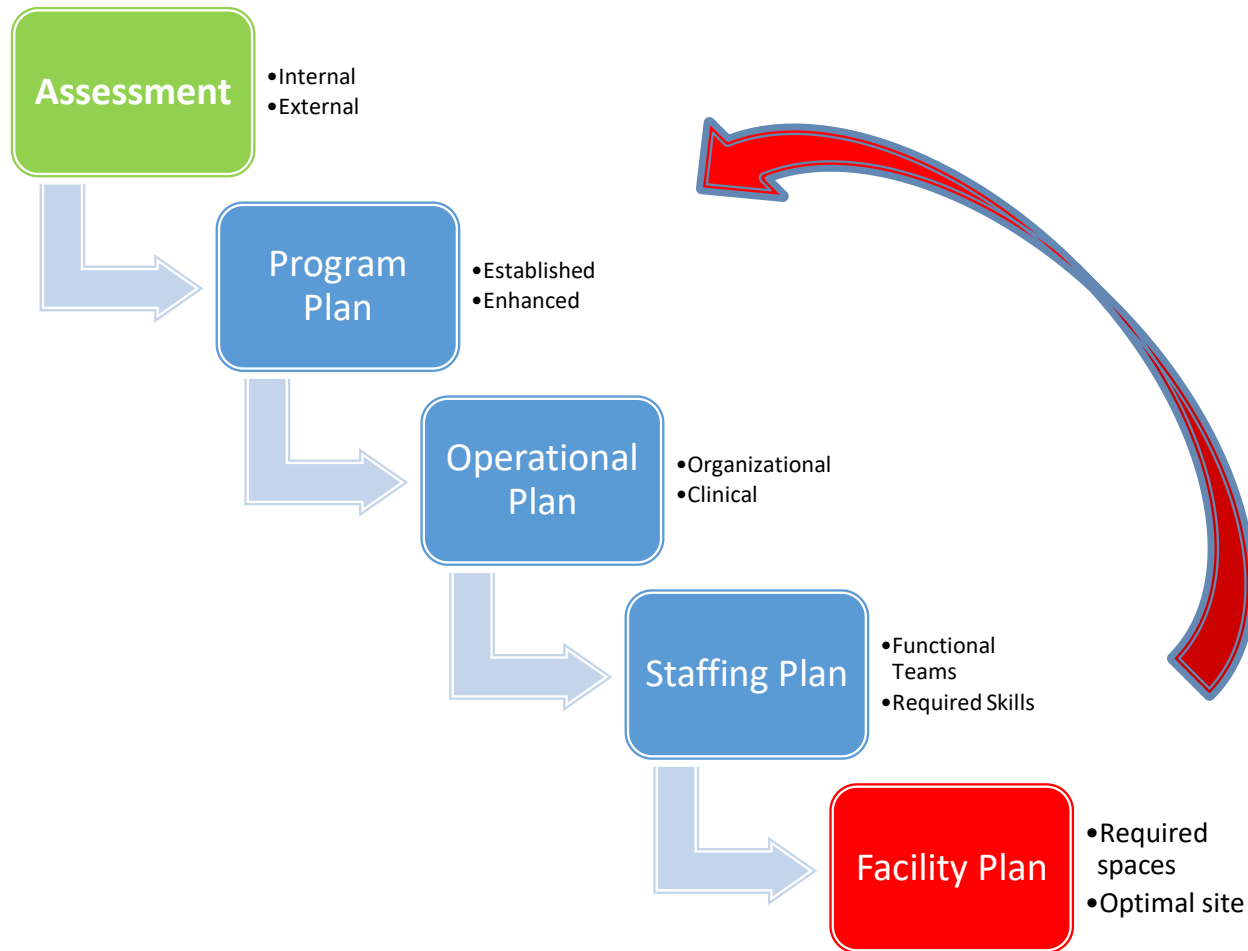 Assessment
•Internal
•External
Program
Plan
•Established
•Enhanced
Operational
Plan
•Organizational
•Clinical
Staffing Plan
•Functional
Teams
•Required Skills
Facility Plan
•Required
spaces
•Optimal site